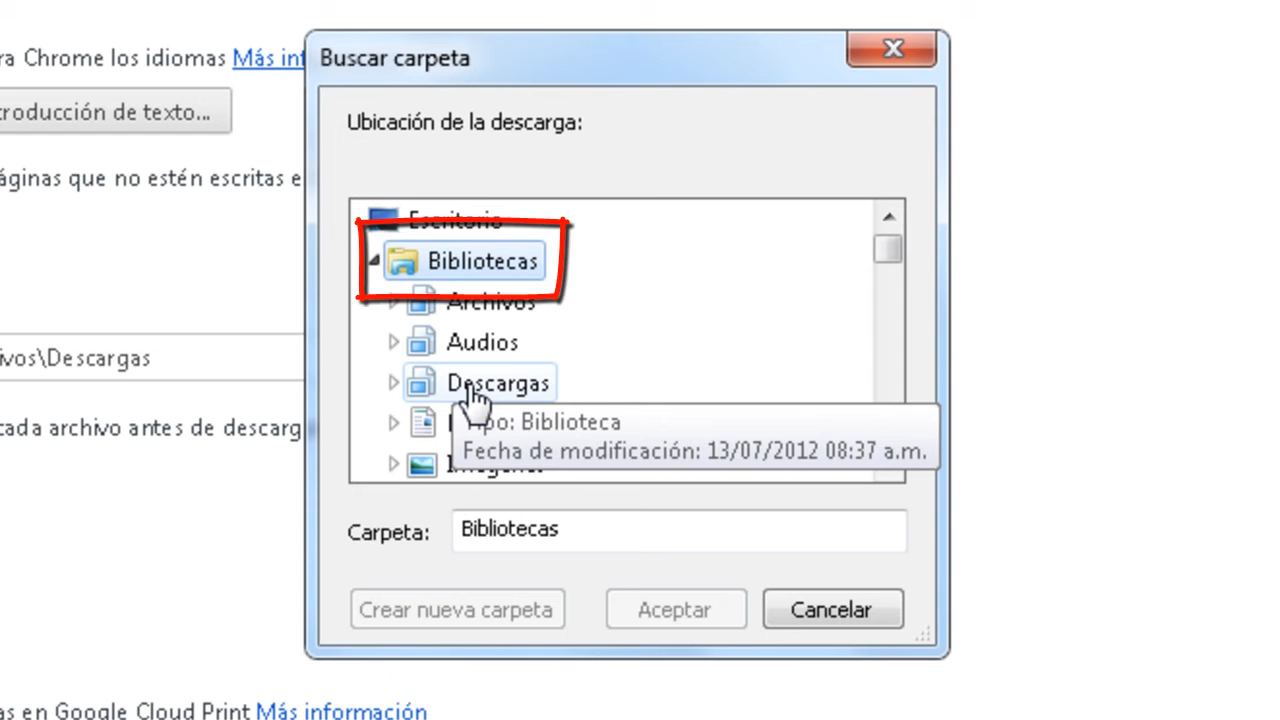 ra Chrome los idiomas Más inf
Buscar carpeta
troducción de texto...
Ubicación de la descarga:
áginas que no estén escritas e
Escritorio
Bibliotecas
Archivos
Audios
ivos\Descargas
Descargas
Tipo: Biblioteca
cada archivo antes de descarg
Fecha de modificación: 13/07/2012 08:37 a.m.
Imágenes
Carpeta:
Bibliotecas
Crear nueva carpeta
Aceptar
Cancelar
as en Google Cloud Print Más información